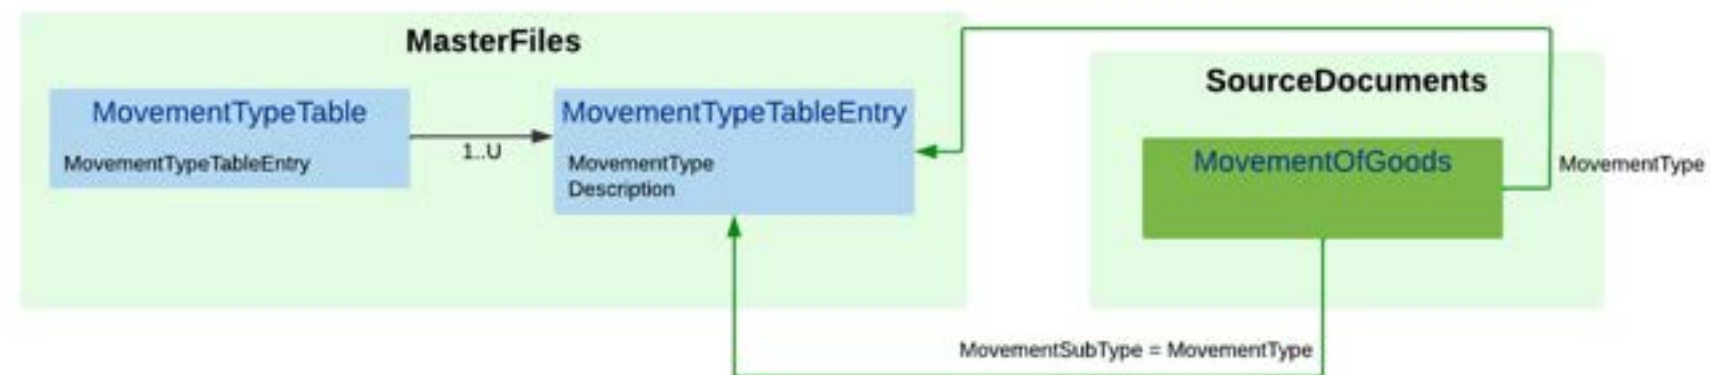 MasterFiles
MovementTypeTable
MovementTypeTableEntry
1..U
MovementTypeTableEntry
MovementType
Description
SourceDocuments
MovementOfGoods
MovementType
MovementSubType = MovementType